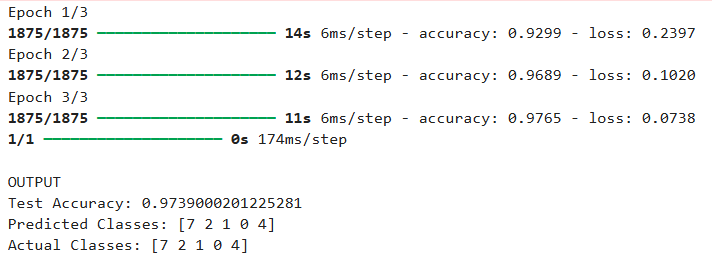 Epoch 1/3
1875/1875 ━━━━━━━━━━━━━━━━━━━━ 14s 6ms/step - accuracy: 0.9299 - loss: 0.2397
Epoch 2/3
1875/1875 ━━━━━━━━━━━━━━━━━━━━ 12s 6ms/step - accuracy: 0.9689 - loss: 0.1020
Epoch 3/3
1875/1875 ━━━━━━━━━━━━━━━━━━━━ 11s 6ms/step - accuracy: 0.9765 - loss: 0.0738
1/1 ━━━━━━━━━━━━━━━━━━━━ 0s 174ms/step
OUTPUT
Test Accuracy: 0.9739000201225281
Predicted Classes: [7 2 1 0 4]
Actual Classes: [7 2 1 0 4]